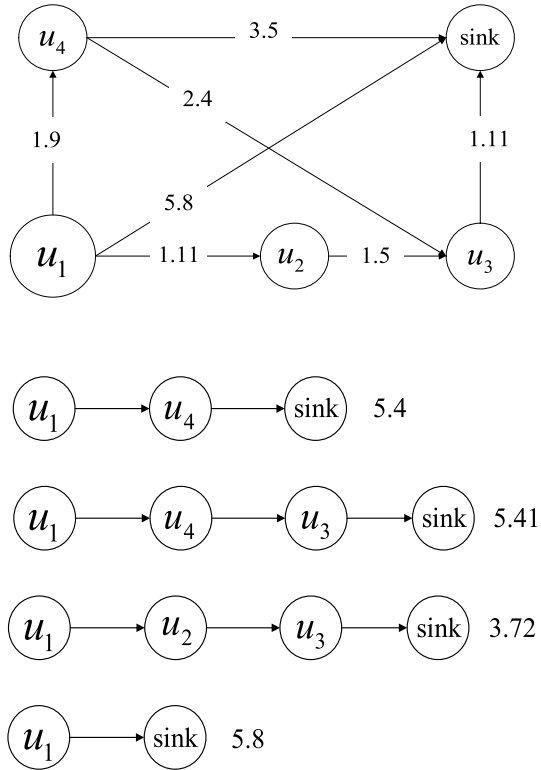 u4 3.5 sink
2.4
1.9 1.11
5.8
u1 1.11 u2 1.5 u3
u1 u4 sink 5.4
u1 u4 u3 sink 5.41
u1 u2 u3 sink 3.72
u1 sink 5.8